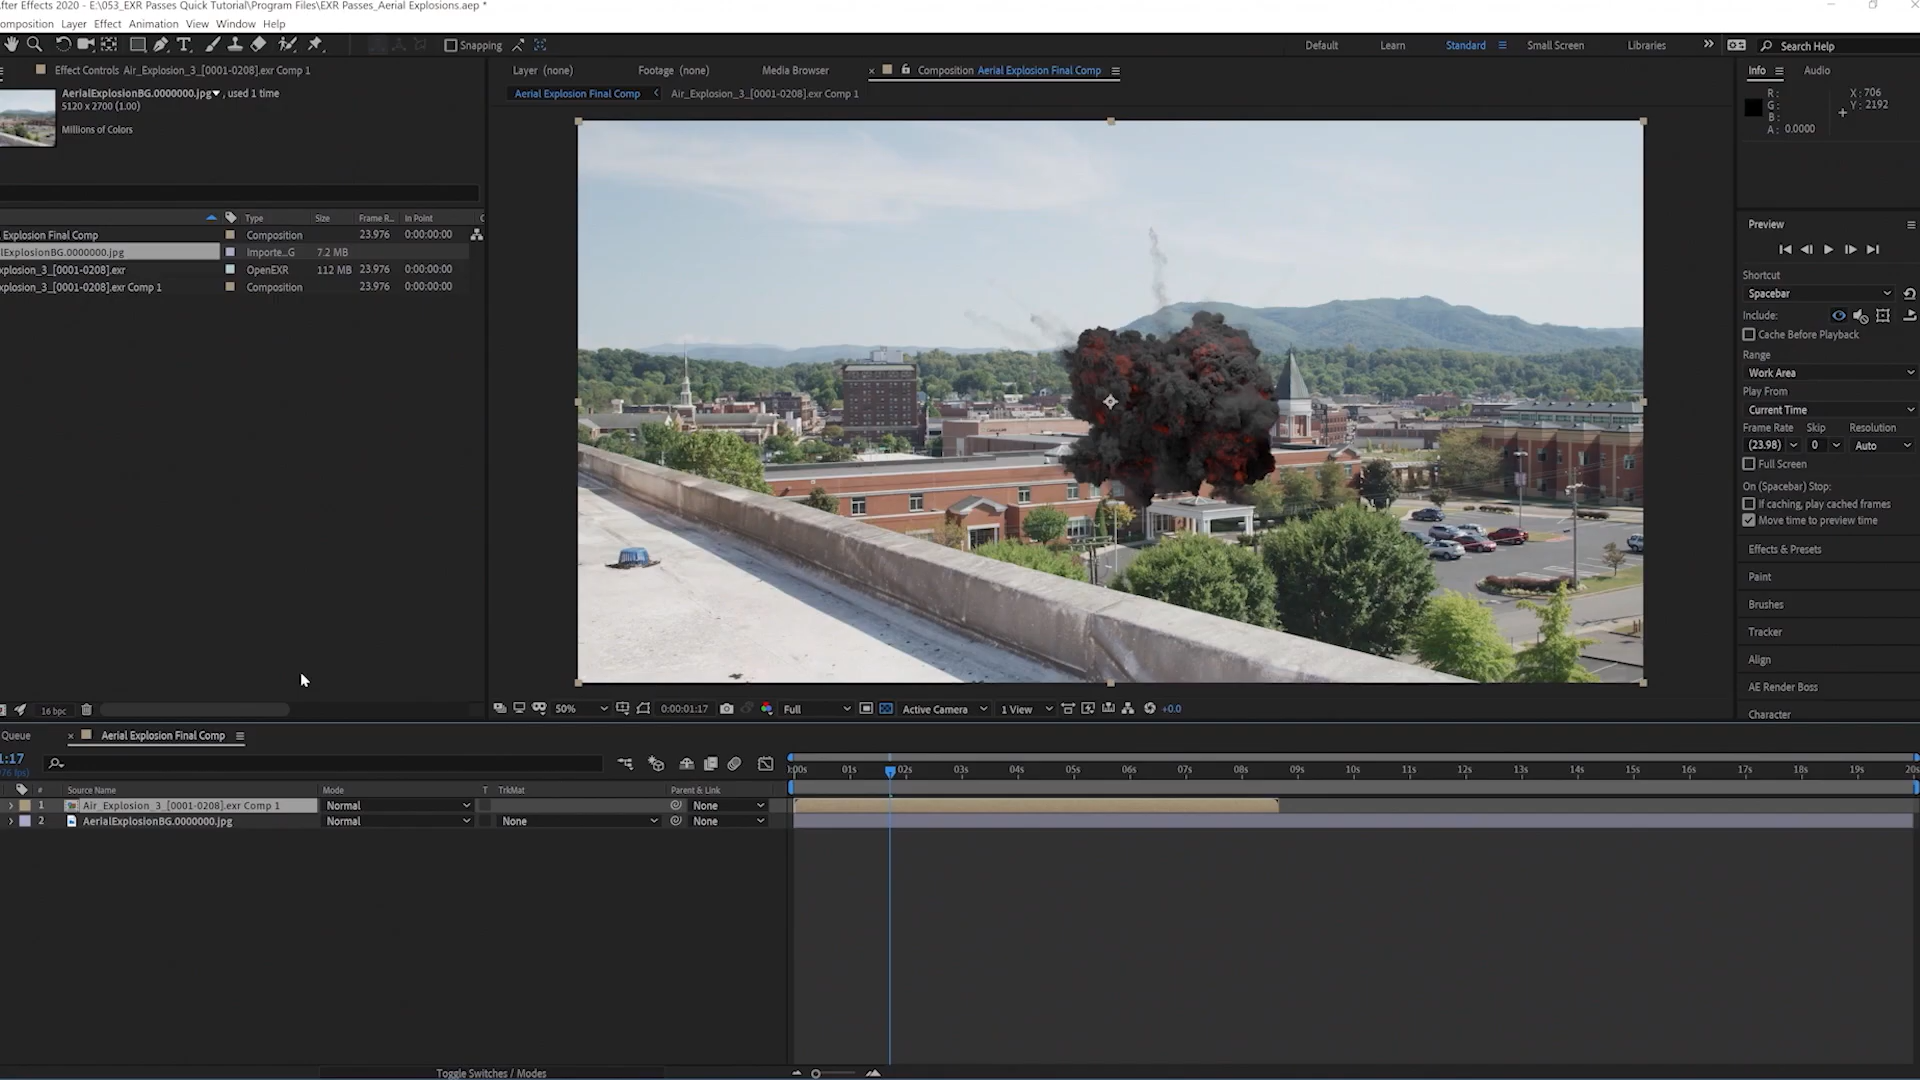 fter Effects 2020 - E:\053_EXR Passes Quick Tutorial\Program Files\EXR Passes_Aerial Explosions.aep *
omposition Layer Effect Animation View Window Help
Snapping
Default Learn Standard Small Screen Libraries Search Help
Effect Controls Air_Explosion_3_[0001-0208].exr Comp 1
Layer (none) Footage (none) Media Browser Composition Aerial Explosion Final Comp
Info Audio
AerialExplosionBG.0000000.jpg , used 1 time
5120 x 2700 (1.00)
Millions of Colors
Aerial Explosion Final Comp Air_Explosion_3_[0001-0208].exr Comp 1
R :
G :
B :
A : 0.0000
X : 706
Y : 2192
Type Size Frame R... In Point
Explosion Final Comp Composition 23.976 0:00:00:00
lExplosionBG.0000000.jpg Importe...G 7.2 MB
xplosion_3_[0001-0208].exr OpenEXR 112 MB 23.976 0:00:00:00
xplosion_3_[0001-0208].exr Comp 1 Composition 23.976 0:00:00:00
Preview
Shortcut
Spacebar
Include:
Cache Before Playback
Range
Work Area
Play From
Current Time
Frame Rate Skip Resolution
(23.98) 0 Auto
Full Screen
On (Spacebar) Stop:
If caching, play cached frames
Move time to preview time
Effects & Presets
Paint
Brushes
Tracker
Align
AE Render Boss
Character
16 bpc
50% 0:00:01:17 Full Active Camera 1 View +0.0
Queue Aerial Explosion Final Comp
1:17
76 fps)
:00s 01s 02s 03s 04s 05s 06s 07s 08s 09s 10s 11s 12s 13s 14s 15s 16s 17s 18s 19s 20s
# Source Name Mode T TrkMat Parent & Link
1 Air_Explosion_3_[0001-0208].exr Comp 1 Normal None
2 AerialExplosionBG.0000000.jpg Normal None None
Toggle Switches / Modes